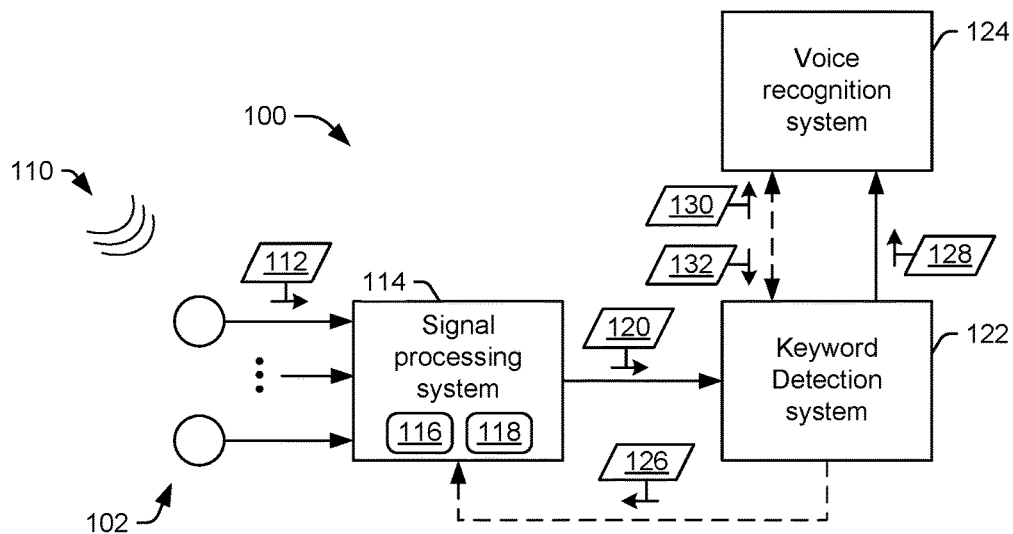 124
Voice
recognition
system
100
110
130
132
128
112
114
120
122
Signal
processing
system
Keyword
Detection
system
116
118
126
102